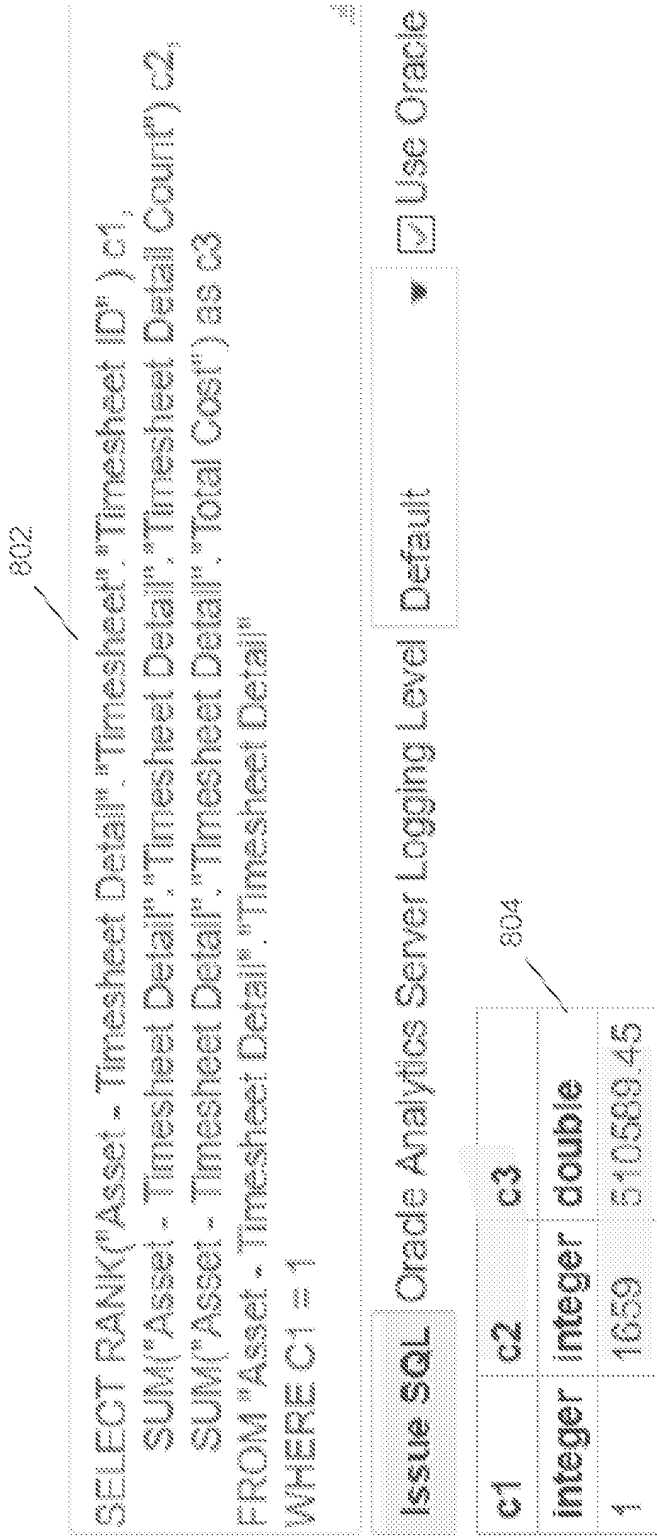 802
SELECT RANK("Asset - Timesheet Detail"."Timesheet"."Timesheet ID" ) c1,
SUM("Asset - Timesheet Detail"."Timesheet Detail"."Timesheet Detail Count") c2,
SUM("Asset - Timesheet Detail"."Timesheet Detail"."Total Cost") as c3
FROM "Asset - Timesheet Detail"."Timesheet Detail"
WHERE C1 = 1
Issue SQL Oracle Analytics Server Logging Level Default Use Oracle
804
c1 c2 c3
integer integer double
1 1659 510589.45